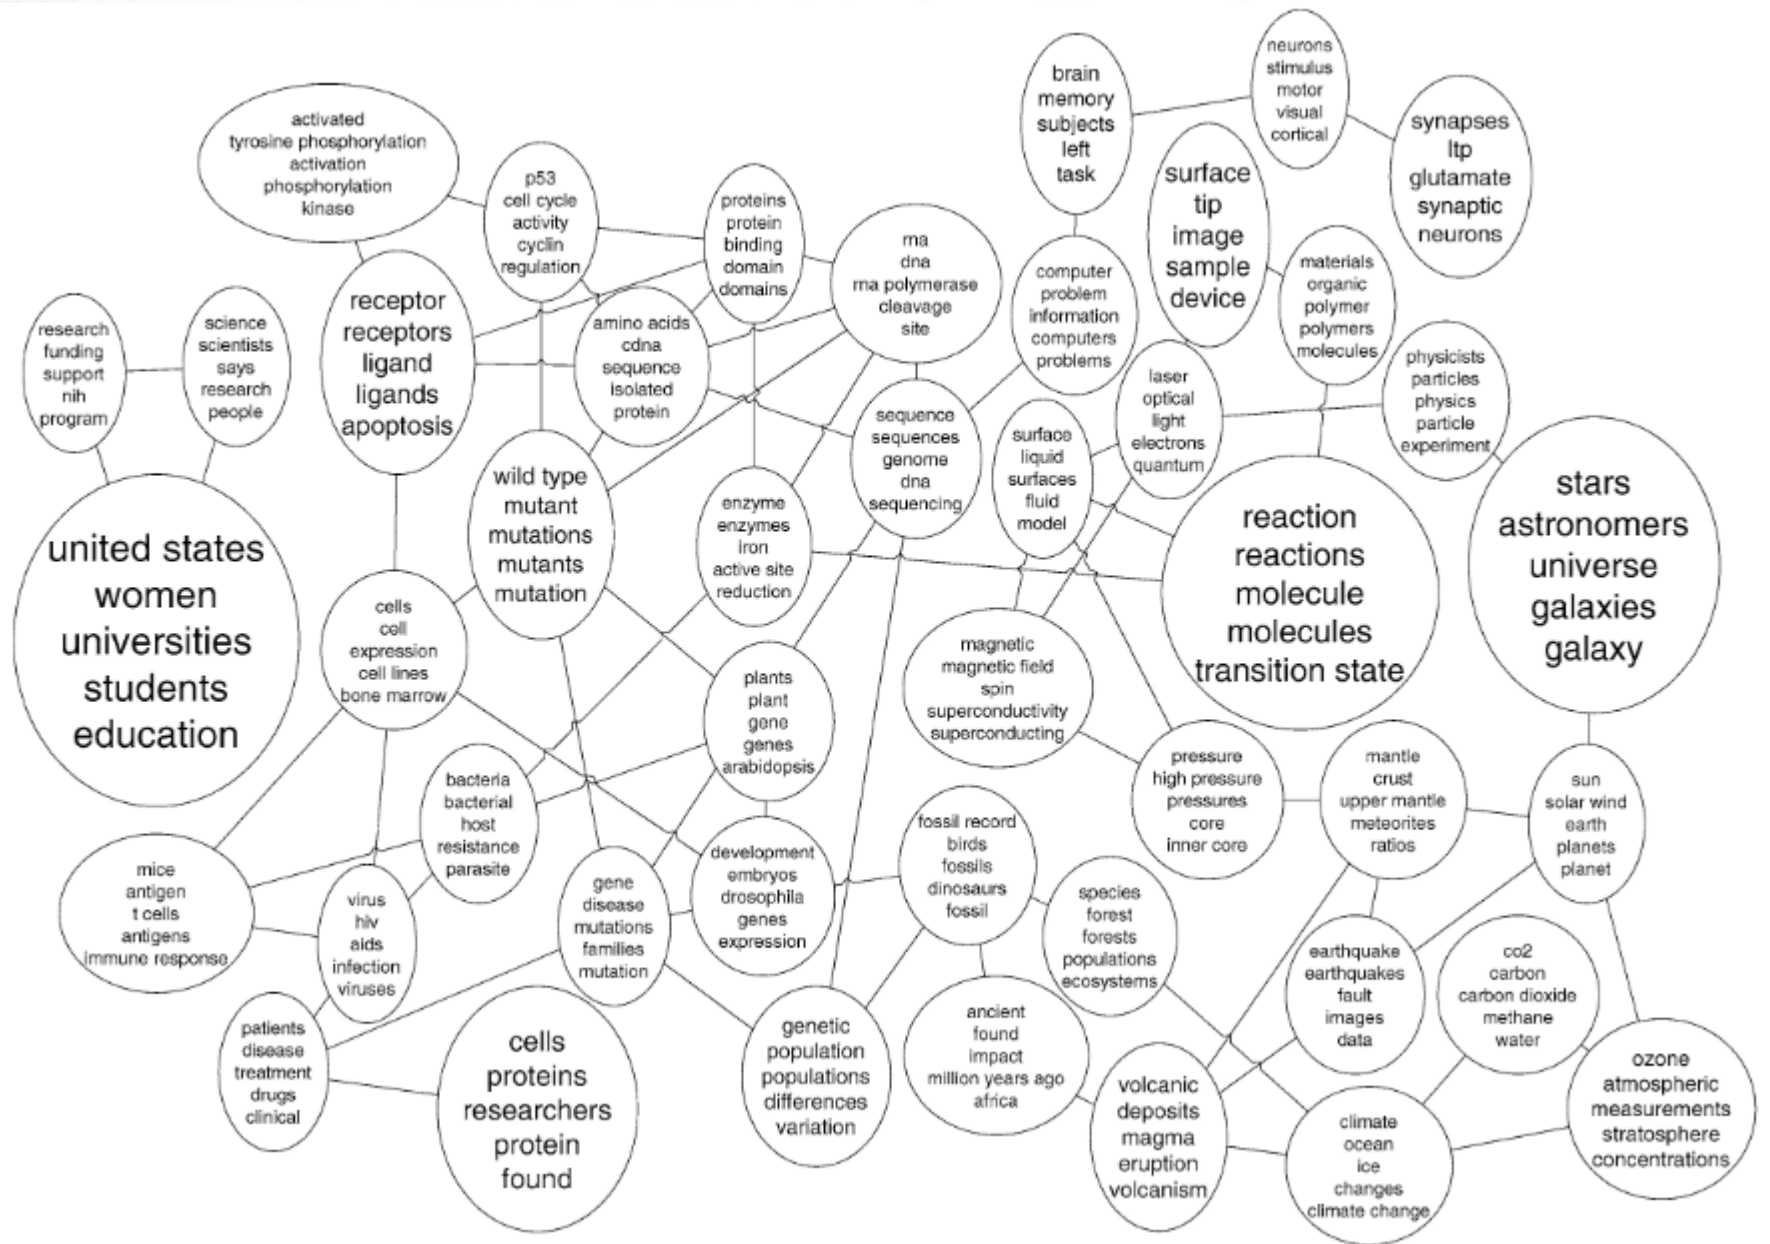 neurons
stimulus
motor
visual
cortical
brain
memory
subjects
left
task
synapses
ltp
glutamate
synaptic
neurons
activated
tyrosine phosphorylation
activation
phosphorylation
kinase
p53
cell cycle
activity
cyclin
regulation
proteins
protein
binding
domain
domains
rna
dna
rna polymerase
cleavage
site
surface
tip
image
sample
device
computer
problem
information
computers
problems
materials
organic
polymer
polymers
molecules
research
funding
support
nih
program
science
scientists
says
research
people
receptor
receptors
ligand
ligands
apoptosis
amino acids
cdna
sequence
isolated
protein
sequence
sequences
genome
dna
sequencing
surface
liquid
surfaces
fluid
model
laser
optical
light
electrons
quantum
physicists
particles
physics
particle
experiment
stars
astronomers
universe
galaxies
galaxy
united states
women
universities
students
education
wild type
mutant
mutations
mutants
mutation
enzyme
enzymes
iron
active site
reduction
reaction
reactions
molecule
molecules
transition state
cells
cell
expression
cell lines
bone marrow
plants
plant
gene
genes
arabidopsis
magnetic
magnetic field
spin
superconductivity
superconducting
pressure
high pressure
pressures
core
inner core
mantle
crust
upper mantle
meteorites
ratios
sun
solar wind
earth
planets
planet
bacteria
bacterial
host
resistance
parasite
mice
antigen
t cells
antigens
immune response
virus
hiv
aids
infection
viruses
gene
disease
mutations
families
mutation
development
embryos
drosophila
genes
expression
fossil record
birds
fossils
dinosaurs
fossil
species
forest
forests
populations
ecosystems
earthquake
earthquakes
fault
images
data
co2
carbon
carbon dioxide
methane
water
patients
disease
treatment
drugs
clinical
cells
proteins
researchers
protein
found
genetic
population
populations
differences
variation
ancient
found
impact
million years ago
africa
volcanic
deposits
magma
eruption
volcanism
climate
ocean
ice
changes
climate change
ozone
atmospheric
measurements
stratosphere
concentrations